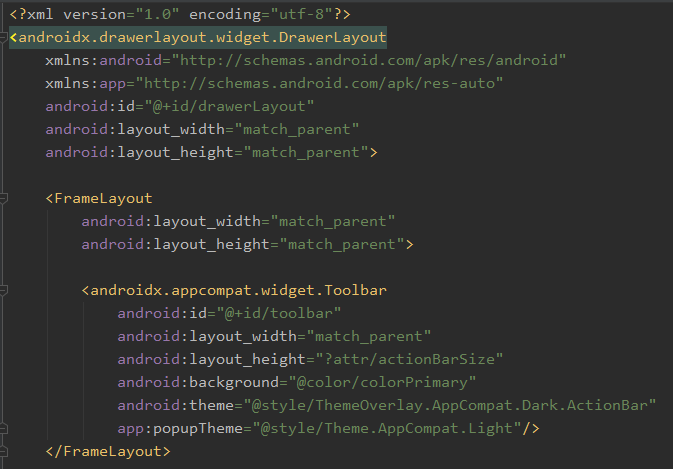 <?xml version="1.0" encoding="utf-8"?>
<androidx.drawerlayout.widget.DrawerLayout
    xmlns:android="http://schemas.android.com/apk/res/android"
    xmlns:app="http://schemas.android.com/apk/res-auto"
    android:id="@+id/drawerLayout"
    android:layout_width="match_parent"
    android:layout_height="match_parent">

    <FrameLayout
        android:layout_width="match_parent"
        android:layout_height="match_parent">

        <androidx.appcompat.widget.Toolbar
            android:id="@+id/toolbar"
            android:layout_width="match_parent"
            android:layout_height="?attr/actionBarSize"
            android:background="@color/colorPrimary"
            android:theme="@style/ThemeOverlay.AppCompat.Dark.ActionBar"
            app:popupTheme="@style/Theme.AppCompat.Light"/>
    </FrameLayout>